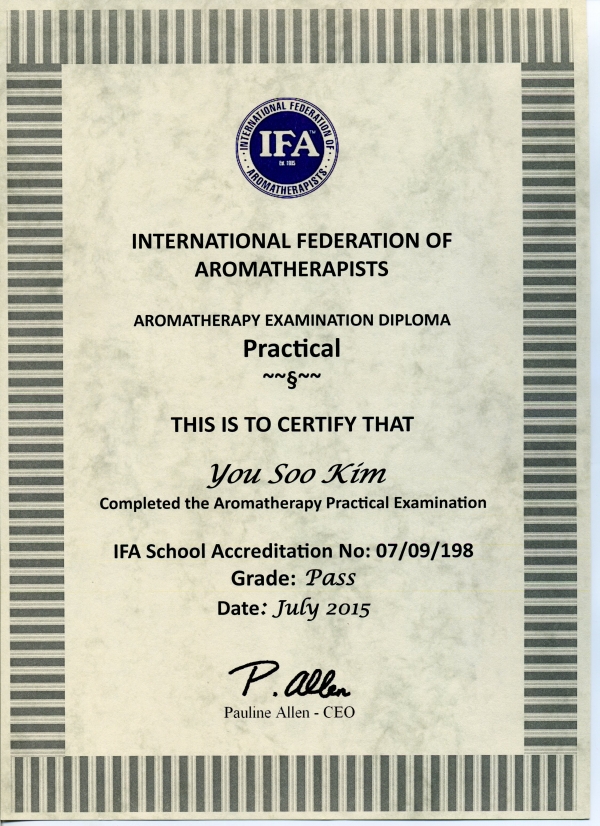 INTERNATIONAL FEDERATION OF
AROMATHERAPISTS
IFA™
Est. 1985
INTERNATIONAL FEDERATION OF
AROMATHERAPISTS
AROMATHERAPY EXAMINATION DIPLOMA
Practical
~~§~~
THIS IS TO CERTIFY THAT
You Soo Kim
Completed the Aromatherapy Practical Examination
IFA School Accreditation No: 07/09/198
Grade: Pass
Date: July 2015
P. Allen
Pauline Allen - CEO